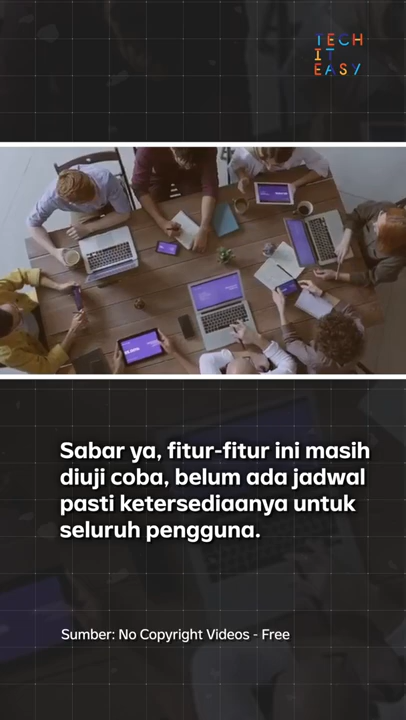 TECH
IT
EASY
Sabar ya, fitur-fitur ini masih
diuji coba, belum ada jadwal
pasti ketersediaanya untuk
seluruh pengguna.
Sumber: No Copyright Videos - Free